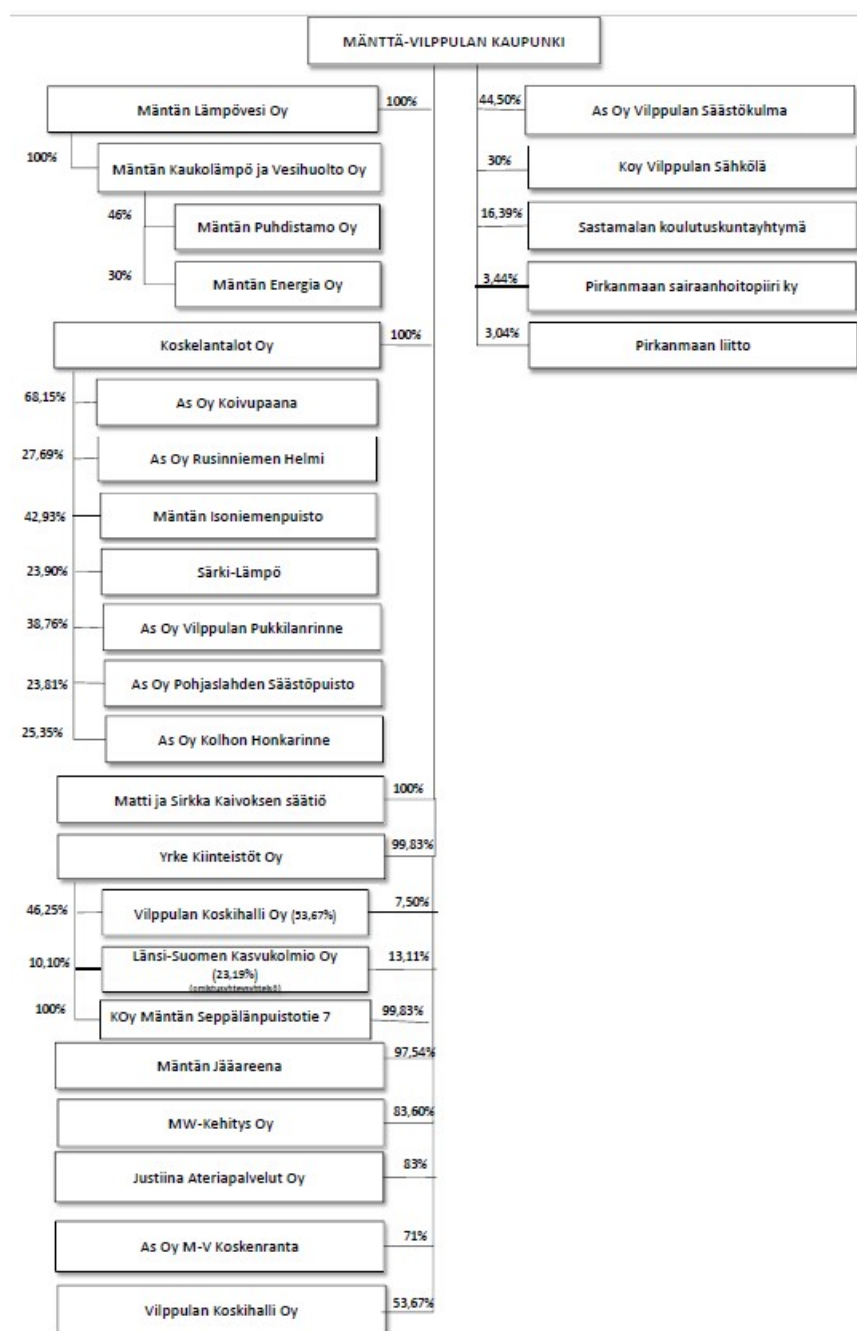 MÄNTTÄ-VILPPULAN KAUPUNKI
Mäntän Lämpövesi Oy 100%
100% Mäntän Kaukolämpö ja Vesihuolto Oy
46% Mäntän Puhdistamo Oy
30% Mäntän Energia Oy
Koskelantalot Oy 100%
68,15% As Oy Koivupaana
27,69% As Oy Rusinniemen Helmi
42,93% Mäntän Isoniemenpuisto
23,90% Särki-Lämpö
38,76% As Oy Vilppulan Pukkilanrinne
23,81% As Oy Pohjaslahden Säästöpuisto
25,35% As Oy Kolhon Honkarinne
Matti ja Sirkka Kaivoksen säätiö 100%
Yrke Kiinteistöt Oy 99,83%
46,25% Vilppulan Koskihalli Oy (53,67%) 7,50%
10,10% Länsi-Suomen Kasvukolmio Oy 13,11%
(23,19%)
100% KOy Mäntän Seppälänpuistotie 7 99,83%
Mäntän Jääareena 97,54%
MW-Kehitys Oy 83,60%
Justiina Ateriapalvelut Oy 83%
As Oy M-V Koskenranta 71%
Vilppulan Koskihalli Oy 53,67%
44,50% As Oy Vilppulan Säästökulma
30% Koy Vilppulan Sähkölä
16,39% Sastamalan koulutuskuntayhtymä
3,44% Pirkanmaan sairaanhoitopiiri ky
3,04% Pirkanmaan liitto